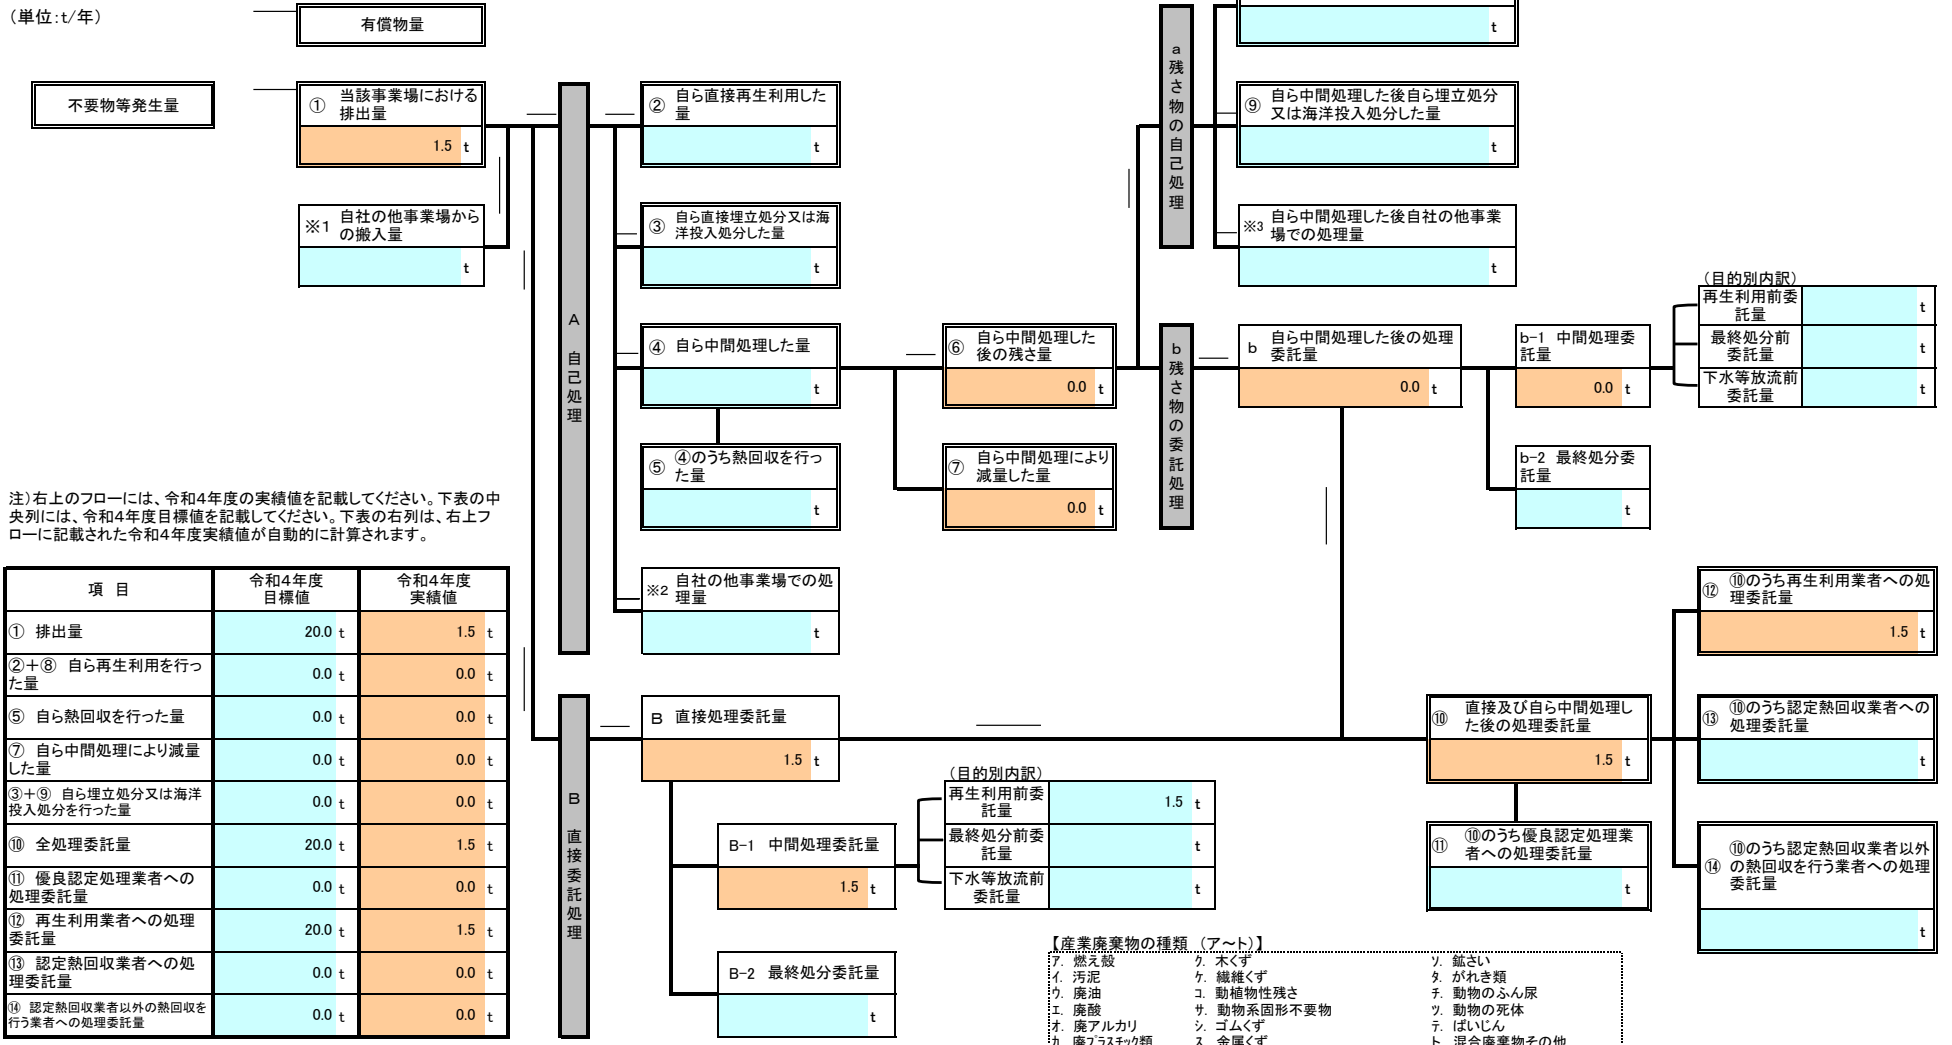 （単位:t/年）
有償物量
t
不要物等発生量
① 当該事業場における
排出量
1.5 t
※1 自社の他事業場から
の搬入量
t
A 自己処理
② 自ら直接再生利用した
量
t
③ 自ら直接埋立処分又は海
洋投入処分した量
t
④ 自ら中間処理した量
t
⑤ ④のうち熱回収を行っ
た量
t
※2 自社の他事業場での処
理量
t
⑥ 自ら中間処理した
後の残さ量
0.0 t
⑦ 自ら中間処理により
減量した量
0.0 t
a 残さ物の自己処理
⑨ 自ら中間処理した後自ら埋立処分
又は海洋投入処分した量
t
※3 自ら中間処理した後自社の他事業
場での処理量
t
b 残さ物の委託処理
b 自ら中間処理した後の処理
委託量
0.0 t
b-1 中間処理委
託量
0.0 t
b-2 最終処分委
託量
t
（目的別内訳）
再生利用前委
託量
t
最終処分前
委託量
t
下水等放流前
委託量
t
注）右上のフローには、令和4年度の実績値を記載してください。下表の中
央列には、令和4年度目標値を記載してください。下表の右列は、右上フ
ローに記載された令和4年度実績値が自動的に計算されます。
項 目 令和4年度
目標値 令和4年度
実績値
① 排出量 20.0 t 1.5 t
②＋⑧ 自ら再生利用を行っ
た量 0.0 t 0.0 t
⑤ 自ら熱回収を行った量 0.0 t 0.0 t
⑦ 自ら中間処理により減量
した量 0.0 t 0.0 t
③＋⑨ 自ら埋立処分又は海洋
投入処分を行った量 0.0 t 0.0 t
⑩ 全処理委託量 20.0 t 1.5 t
⑪ 優良認定処理業者への
処理委託量 0.0 t 0.0 t
⑫ 再生利用業者への処理
委託量 20.0 t 1.5 t
⑬ 認定熱回収業者への処
理委託量 0.0 t 0.0 t
⑭ 認定熱回収業者以外の熱回収を
行う業者への処理委託量 0.0 t 0.0 t
B 直接委託処理
B 直接処理委託量
1.5 t
B-1 中間処理委託量
1.5 t
B-2 最終処分委託量
t
（目的別内訳）
再生利用前委
託量
1.5 t
最終処分前委
託量
t
下水等放流前
委託量
t
⑩ 直接及び自ら中間処理し
た後の処理委託量
1.5 t
⑪ ⑩のうち優良認定処理業
者への処理委託量
t
⑫ ⑩のうち再生利用業者への処
理委託量
1.5 t
⑬ ⑩のうち認定熱回収業者への
処理委託量
t
⑭ ⑩のうち認定熱回収業者以外
の熱回収を行う業者への処理
委託量
t
【産業廃棄物の種類 （ア～ト）】
ア. 燃え殻 ク. 木くず ソ. 鉱さい
イ. 汚泥 ケ. 繊維くず タ. がれき類
ウ. 廃油 コ. 動植物性残さ チ. 動物のふん尿
エ. 廃酸 サ. 動物系固形不要物 ツ. 動物の死体
オ. 廃アルカリ シ. ゴムくず テ. ばいじん
カ. 廃プラスチック類 ス. 金属くず ト. 混合廃棄物その他